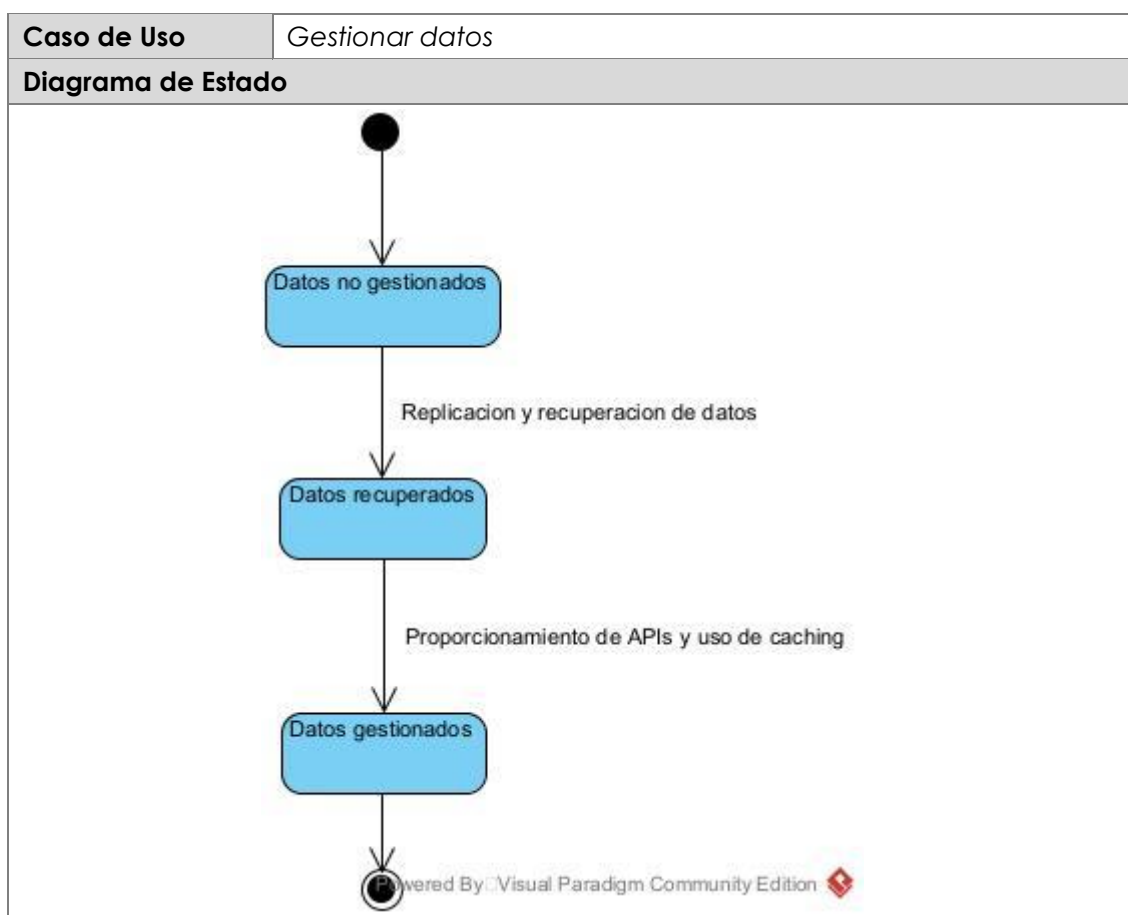 Caso de Uso Gestionar datos
Diagrama de Estado
Datos no gestionados
Replicacion y recuperacion de datos
Datos recuperados
Proporcionamiento de APIs y uso de caching
Datos gestionados
Powered By Visual Paradigm Community Edition